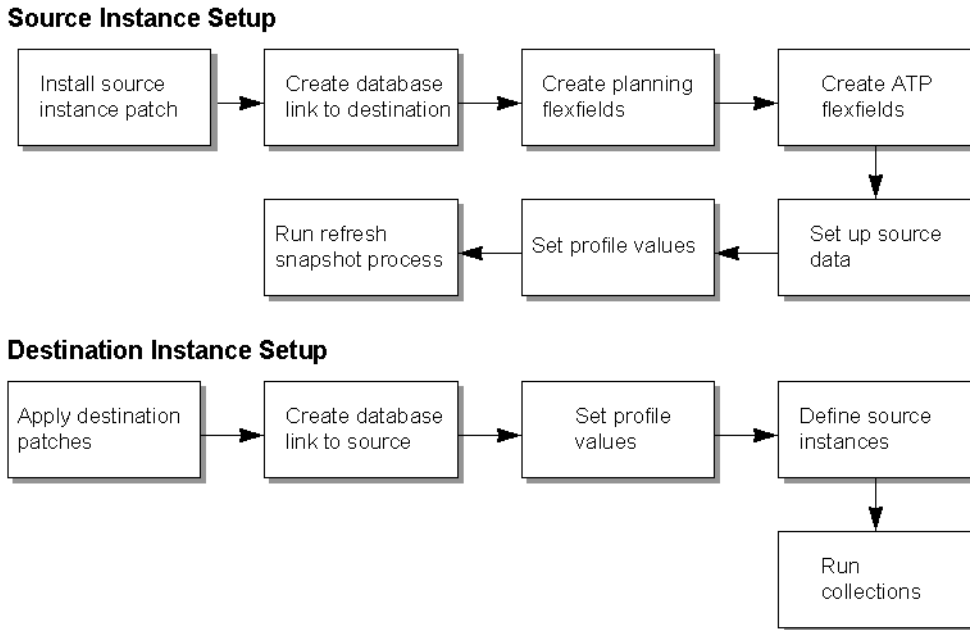 Source Instance Setup
Install source
instance patch
Create database
link to destination
Create planning
flexfields
Create ATP
flexfields
Set up source
data
Set profile values
Run refresh
snapshot process
Destination Instance Setup
Apply destination
patches
Create database
link to source
Set profile
values
Define source
instances
Run
collections